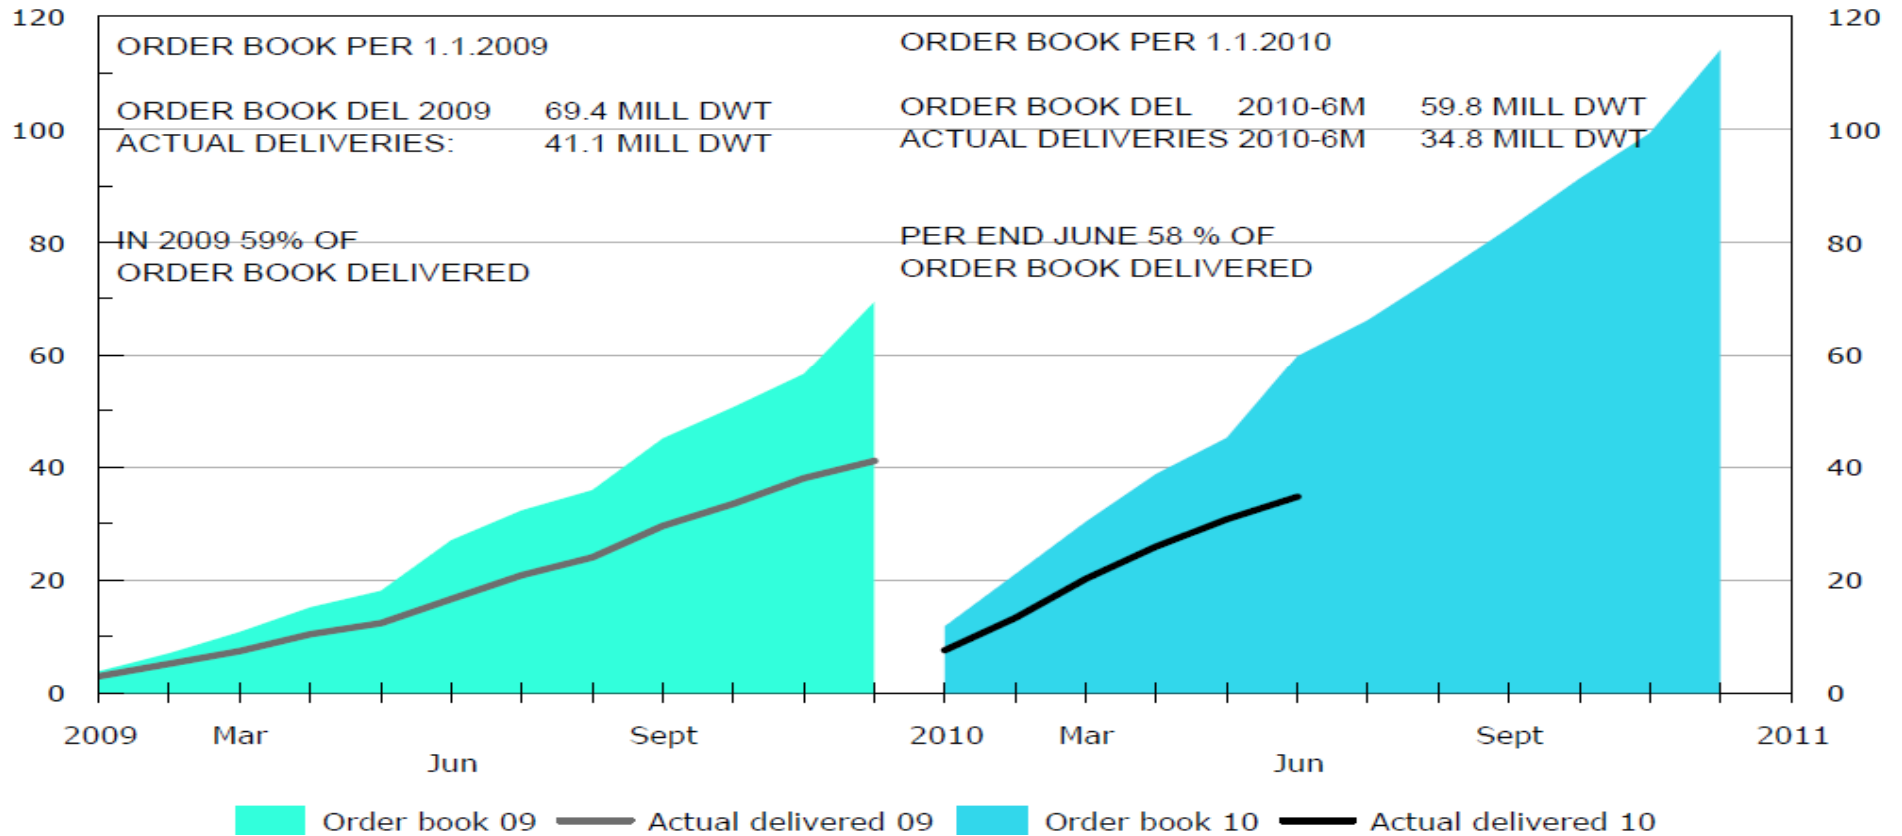 120
100
80
60
40
20
0
ORDER BOOK PER 1.1.2009
ORDER BOOK DEL 2009 69.4 MILL DWT
ACTUAL DELIVERIES: 41.1 MILL DWT
IN 2009 59% OF
ORDER BOOK DELIVERED
ORDER BOOK PER 1.1.2010
ORDER BOOK DEL 2010-6M 59.8 MILL DWT
ACTUAL DELIVERIES 2010-6M 34.8 MILL DWT
PER END JUNE 58 % OF
ORDER BOOK DELIVERED
120
100
80
60
40
20
0
2009 Mar Jun Sept 2010 Mar Jun Sept 2011
Order book 09 Actual delivered 09 Order book 10 Actual delivered 10